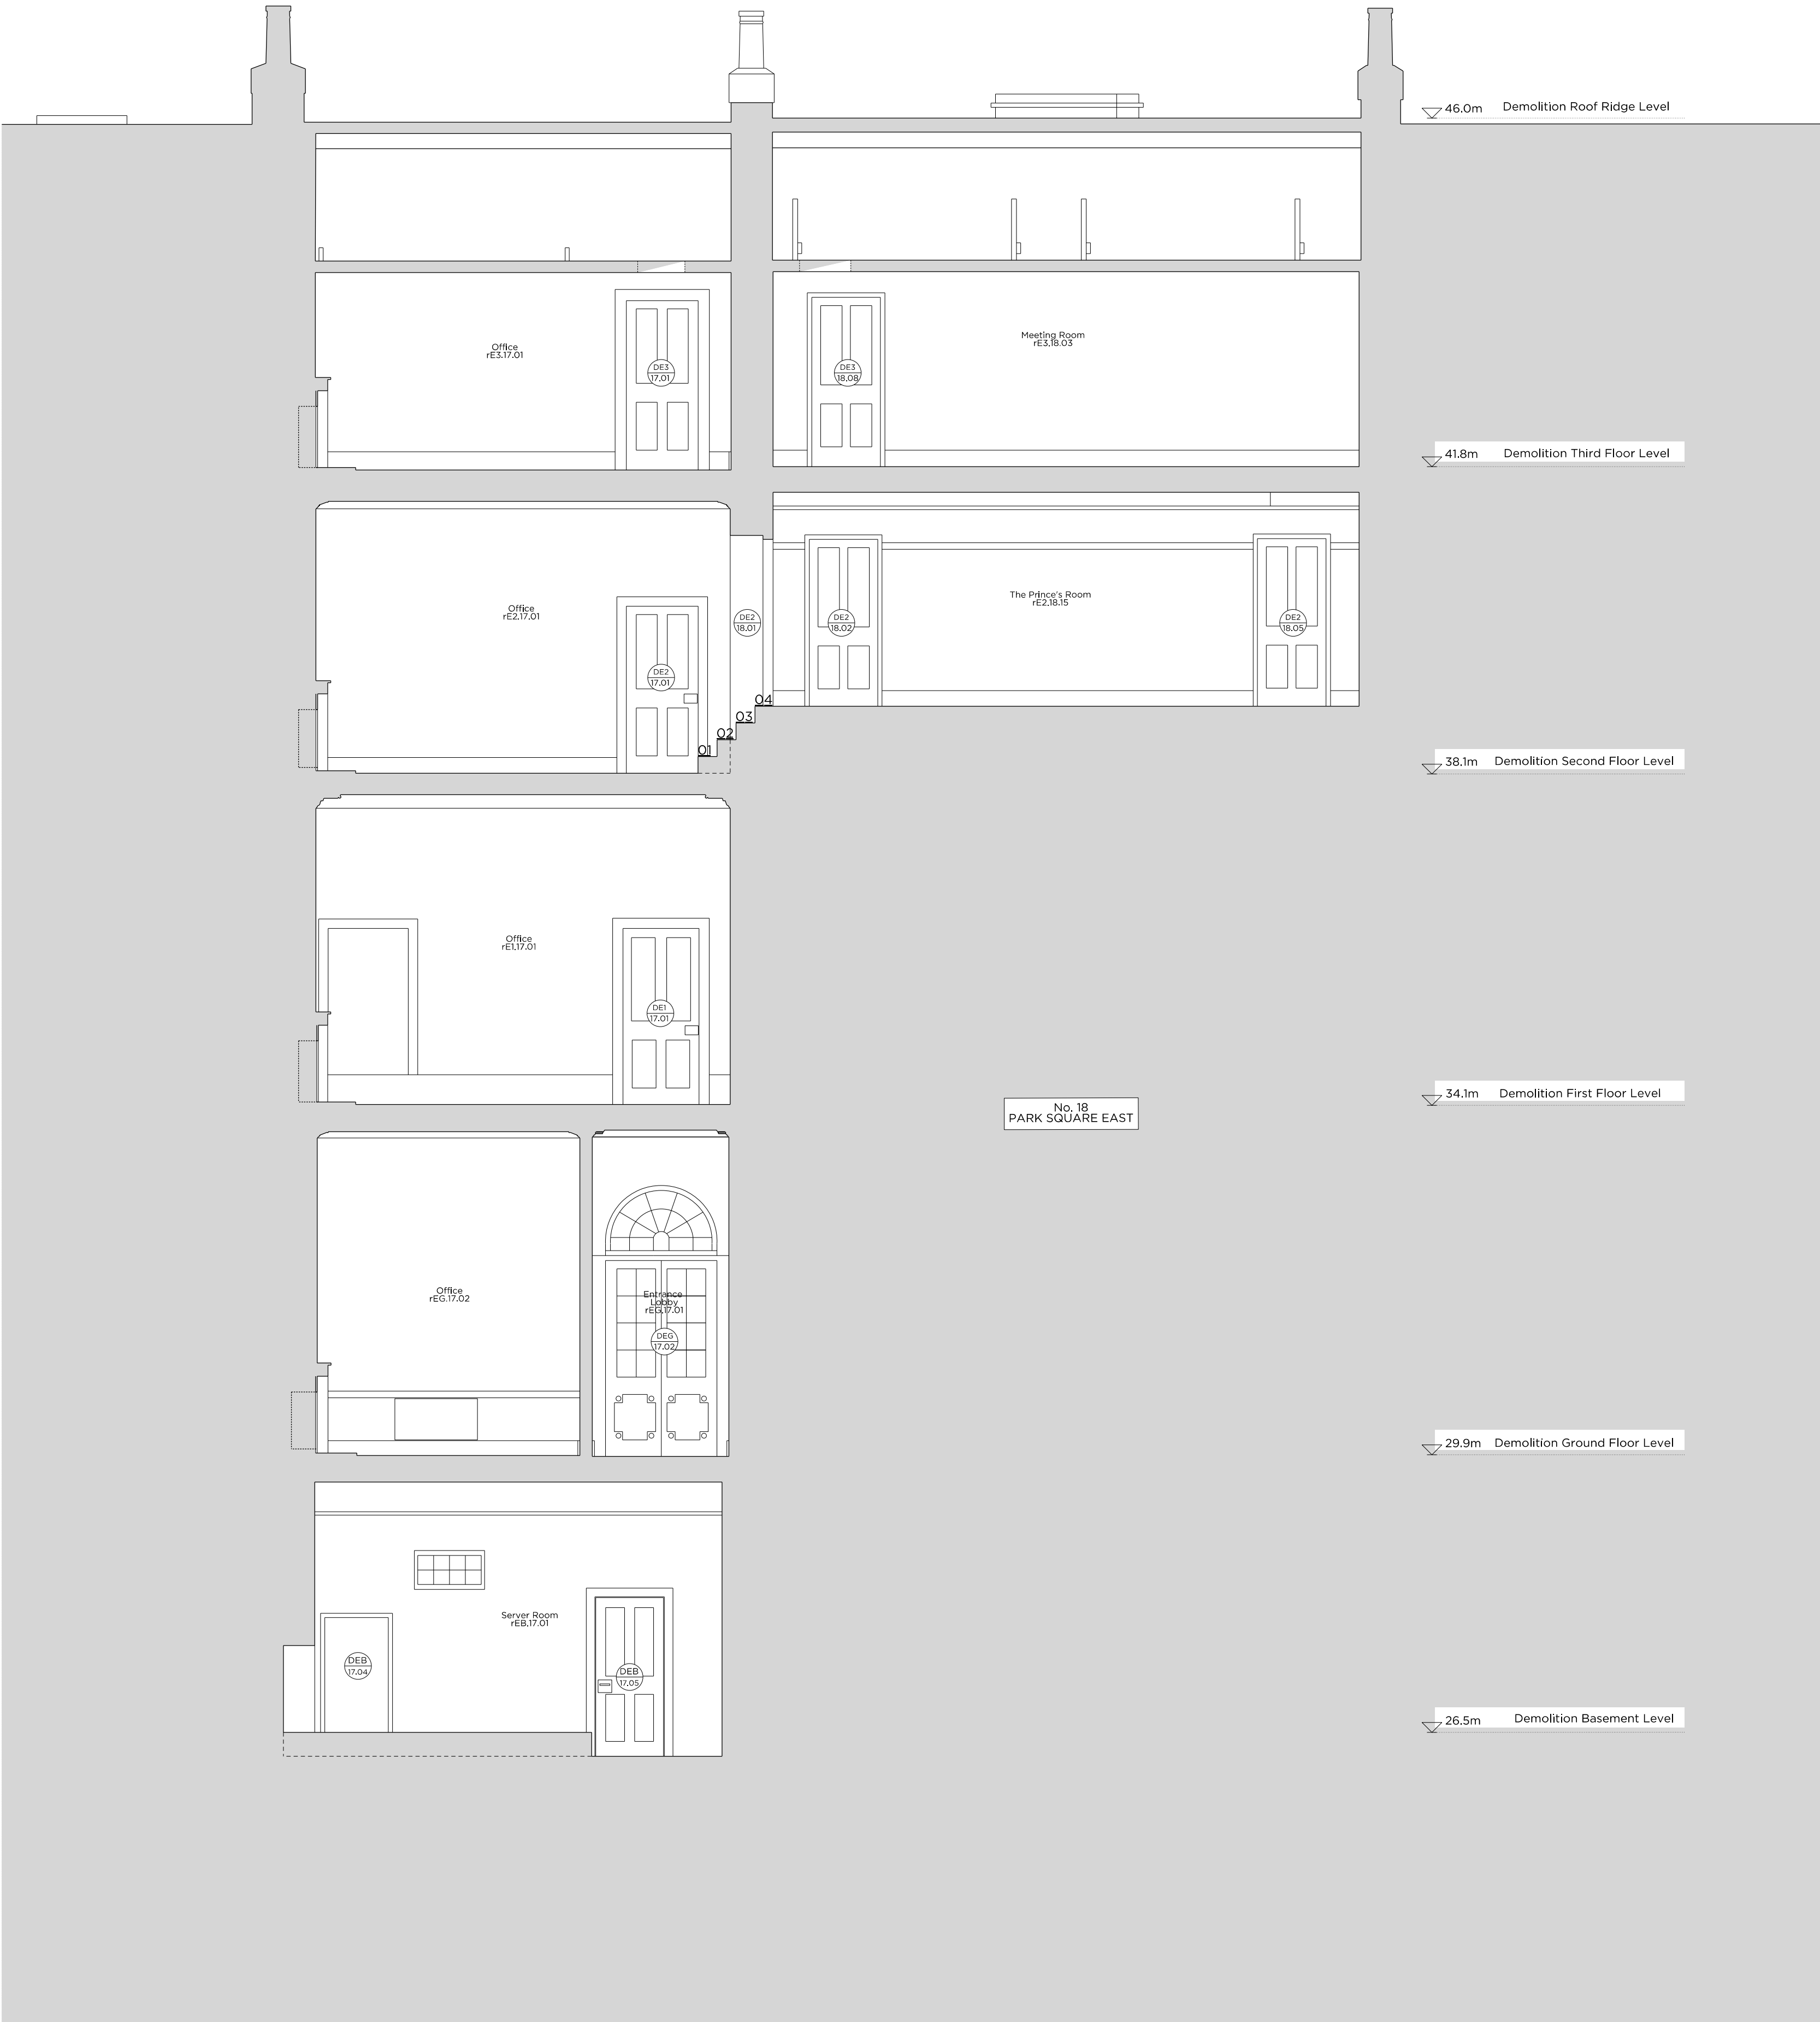 46.0m Demolition Roof Ridge Level
Office
rE3.17.01
DE3
17.01
DE3
18.08
Meeting Room
rE3.18.03
41.8m Demolition Third Floor Level
Office
rE2.17.01
DE2
17.01
DE2
18.01
DE2
18.02
The Prince's Room
rE2.18.15
DE2
18.05
04
03
02
01
38.1m Demolition Second Floor Level
Office
rE1.17.01
DE1
17.01
34.1m Demolition First Floor Level
No. 18
PARK SQUARE EAST
Office
rEG.17.02
Entrance
Lobby
rEG.17.01
DEG
17.02
29.9m Demolition Ground Floor Level
Server Room
rEB.17.01
DEB
17.04
DEB
17.05
26.5m Demolition Basement Level